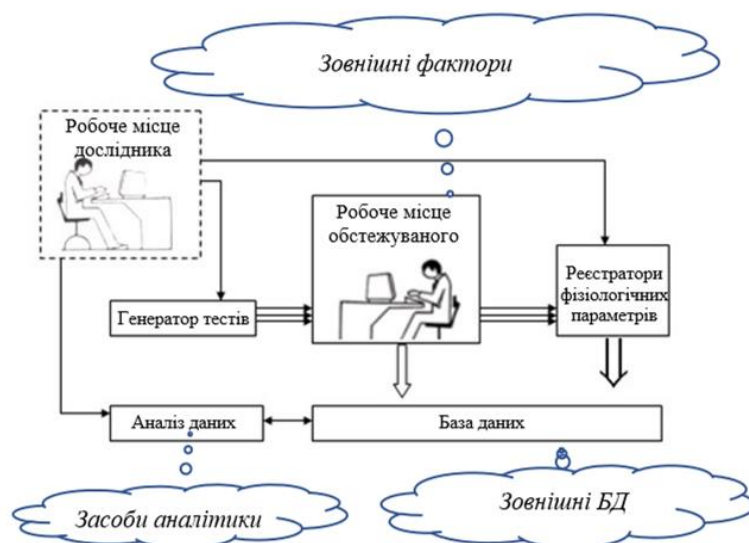 Зовнішні фактори
Робоче місце
дослідника
Робоче місце
обстежуваного
Реєстратори
фізіологічних
параметрів
Генератор тестів
Аналіз даних
База даних
Засоби аналітики
Зовнішні БД